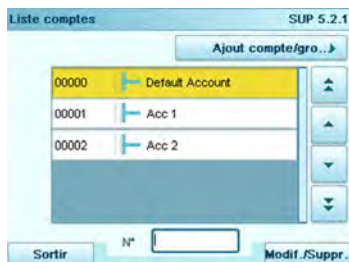 Liste comptes SUP 5.2.1
Ajout compte/gro...
00000 Default Account
00001 Acc 1
00002 Acc 2
N°
Sortir Modif./Suppr.